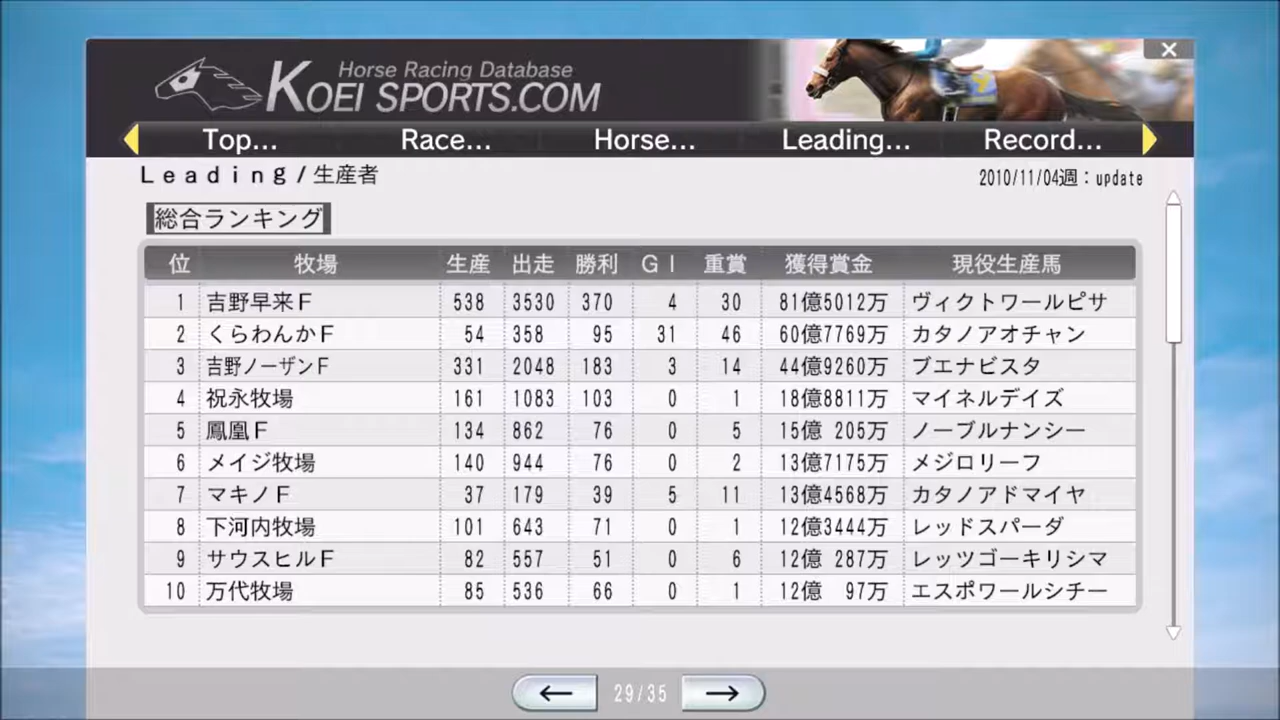 Horse Racing Database
KOEI SPORTS.COM
Top... Race... Horse... Leading... Record...
Leading/生産者 2010/11/04週：update
総合ランキング
位 牧場 生産 出走 勝利 GⅠ 重賞 獲得賞金 現役生産馬
1 吉野早来F 538 3530 370 4 30 81億5012万 ヴィクトワールピサ
2 くらわんかF 54 358 95 31 46 60億7769万 カタノアオチャン
3 吉野ノーザンF 331 2048 183 3 14 44億9260万 ブエナビスタ
4 祝永牧場 161 1083 103 0 1 18億8811万 マイネルデイズ
5 鳳凰F 134 862 76 0 5 15億 205万 ノーブルナンシー
6 メイジ牧場 140 944 76 0 2 13億7175万 メジロリーフ
7 マキノF 37 179 39 5 11 13億4568万 カタノアドマイヤ
8 下河内牧場 101 643 71 0 1 12億3444万 レッドスパーダ
9 サウスヒルF 82 557 51 0 6 12億 287万 レッツゴーキリシマ
10 万代牧場 85 536 66 0 1 12億 97万 エスポワールシチー
← 29/35 →